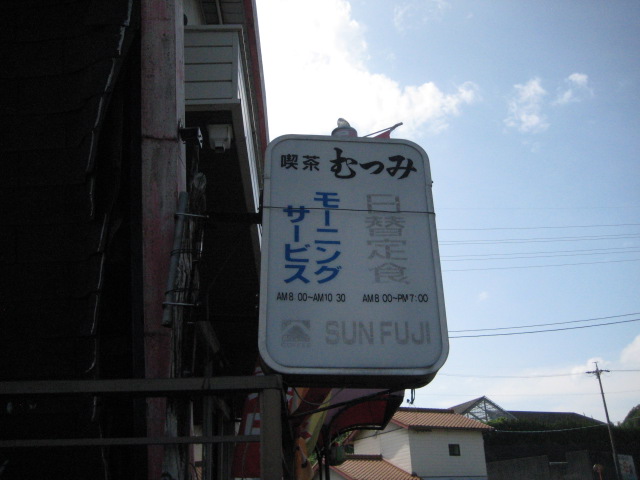 喫茶 むつみ
日替定食
モーニング
サービス
AM8 00~AM10 30
AM8 00~PM7:00
SUN FUJI